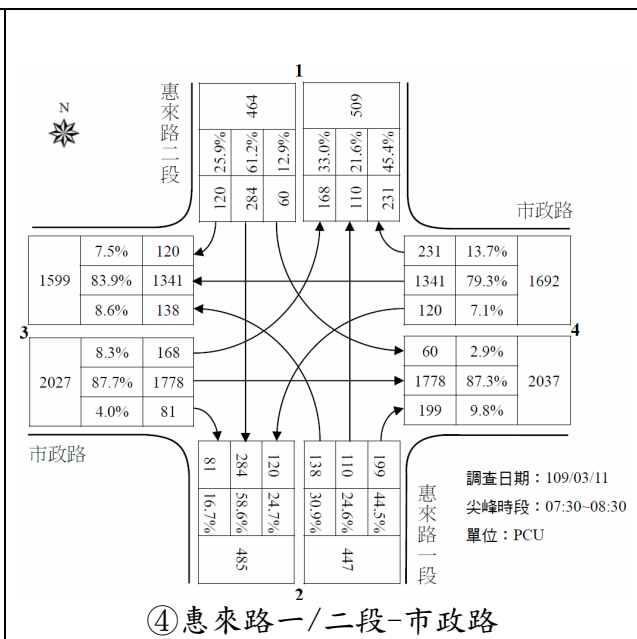 1
N
惠來路二段
464
25.9% 61.2% 12.9%
120 284 60
509
33.0% 21.6% 45.4%
168 110 231
市政路
1599
7.5% 120
83.9% 1341
8.6% 138
231 13.7%
1341 79.3%
120 7.1%
1692
3
4
2027
8.3% 168
87.7% 1778
4.0% 81
60 2.9%
1778 87.3%
199 9.8%
2037
市政路
81 284 120
16.7% 58.6% 24.7%
485
138 110 199
30.9% 24.6% 44.5%
447
惠來路一段
調查日期：109/03/11
尖峰時段：07:30~08:30
單位：PCU
2
④惠來路一/二段-市政路